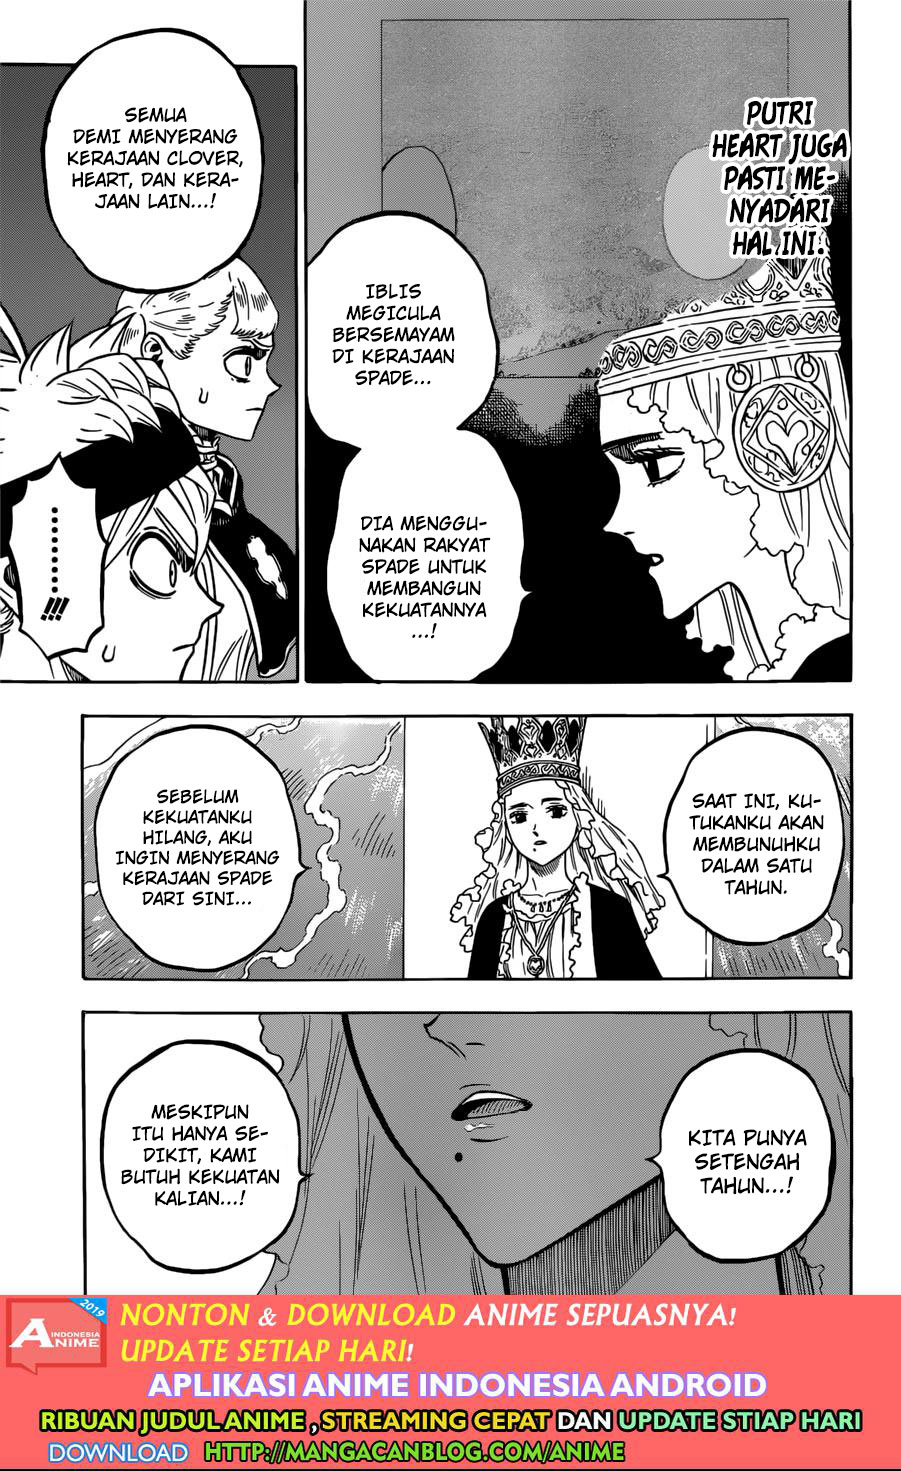 PUTRI
HEART JUGA
PASTI ME-
NYADARI
HAL INI.
IBLIS
MEGICULA
BERSEMAYAM
DI KERAJAAN
SPADE...
DIA MENGGU-
NAKAN RAKYAT
SPADE UNTUK
MEMBANGUN
KEKUATANNYA
...!
SEMUA
DEMI MENYERANG
KERAJAAN CLOVER,
HEART, DAN KERA-
JAAN LAIN...!
.........!!!
SAAT INI, KU-
TUKANKU AKAN
MEMBUNUHKU
DALAM SATU
TAHUN.
SEBELUM
KEKUATANKU
HILANG, AKU
INGIN MENYERANG
KERAJAAN SPADE
DARI SINI...
KITA PUNYA
SETENGAH
TAHUN...!
MESKIPUN
ITU HANYA SE-
DIKIT, KAMI
BUTUH KEKUATAN
KALIAN...!
2019
INDONESIA
ANIME
NONTON & DOWNLOAD ANIME SEPUASNYA!
UPDATE SETIAP HARI!
APLIKASI ANIME INDONESIA ANDROID
RIBUAN JUDUL ANIME , STREAMING CEPAT DAN UPDATE STIAP HARI
DOWNLOAD HTTP://MANGACANBLOG.COM/ANIME